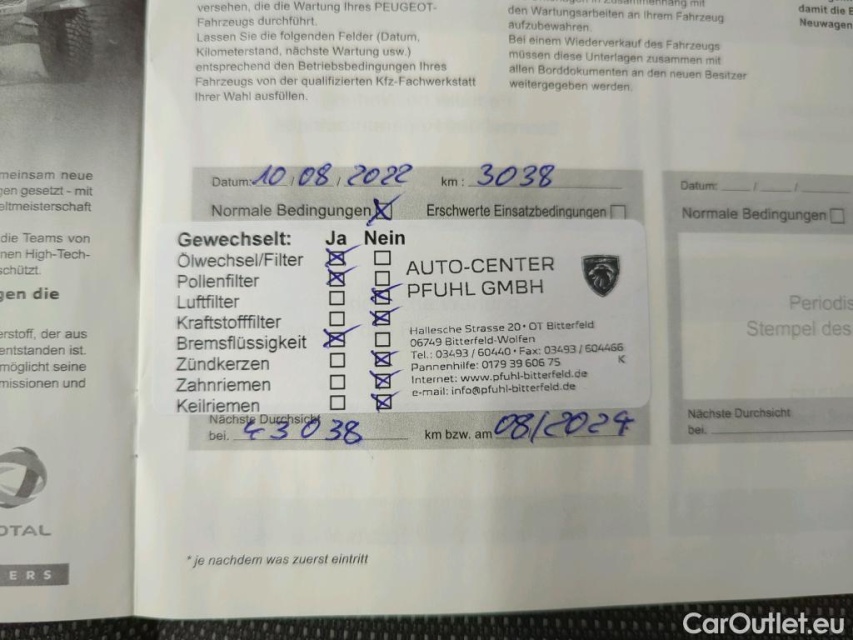 versehen, die die Wartung Ihres PEUGEOT-
Fahrzeugs durchführt.
Lassen Sie die folgenden Felder (Datum,
Kilometerstand, nächste Wartung usw.)
entsprechend den Betriebsbedingungen Ihres
Fahrzeugs von der qualifizierten Kfz-Fachwerkstatt
Ihrer Wahl ausfüllen.
mit
den Wartungsarbeiten an Ihrem Fahrzeug
aufzubewahren.
Bei einem Wiederverkauf des Fahrzeugs
müssen diese Unterlagen zusammen mit
allen Borddokumenten an den neuen Besitzer
weitergegeben werden.
damit die E
Neuwagen
meinsam neue
gen gesetzt - mit
eltmeisterschaft
die Teams von
nen High-Tech-
schützt.
gen die
erstoff, der aus
entstanden ist.
möglicht seine
missionen und
OTAL
ERS
Datum: 10 / 08 / 2022 km : 3038
Normale Bedingungen Erschwerte Einsatzbedingungen
Gewechselt: Ja Nein
Ölwechsel/Filter
Pollenfilter
Luftfilter
Kraftstofffilter
Bremsflüssigkeit
Zündkerzen
Zahnriemen
Keilriemen
AUTO-CENTER
PFUHL GMBH
Hallesche Strasse 20 • OT Bitterfeld
06749 Bitterfeld-Wolfen
Tel.: 03493 / 60440 • Fax: 03493 / 604466
Pannenhilfe: 0179 39 606 75 K
Internet: www.pfuhl-bitterfeld.de
e-mail: info@pfuhl-bitterfeld.de
Nächste Durchsicht
bei. 43038 km bzw. am 08/2024
* je nachdem was zuerst eintritt
Datum: / /
Normale Bedingungen
Periodis
Stempel des
Nächste Durchsicht
bei.
CarOutlet.eu